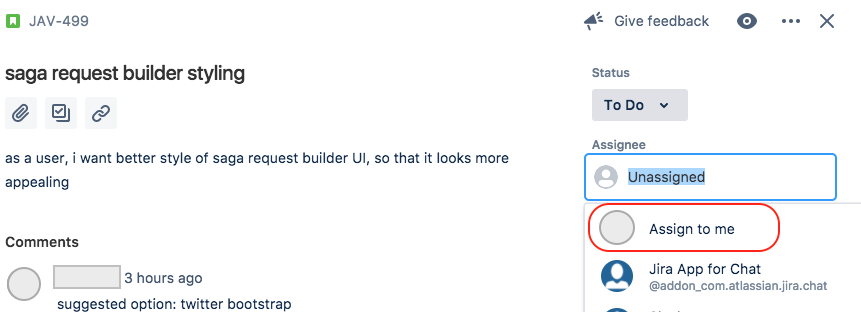 JAV-499
Give feedback
saga request builder styling
Status
To Do
as a user, i want better style of saga request builder UI, so that it looks more
appealing
Assignee
Unassigned
Assign to me
Jira App for Chat
@addon_com.atlassian.jira.chat
Comments
3 hours ago
suggested option: twitter bootstrap